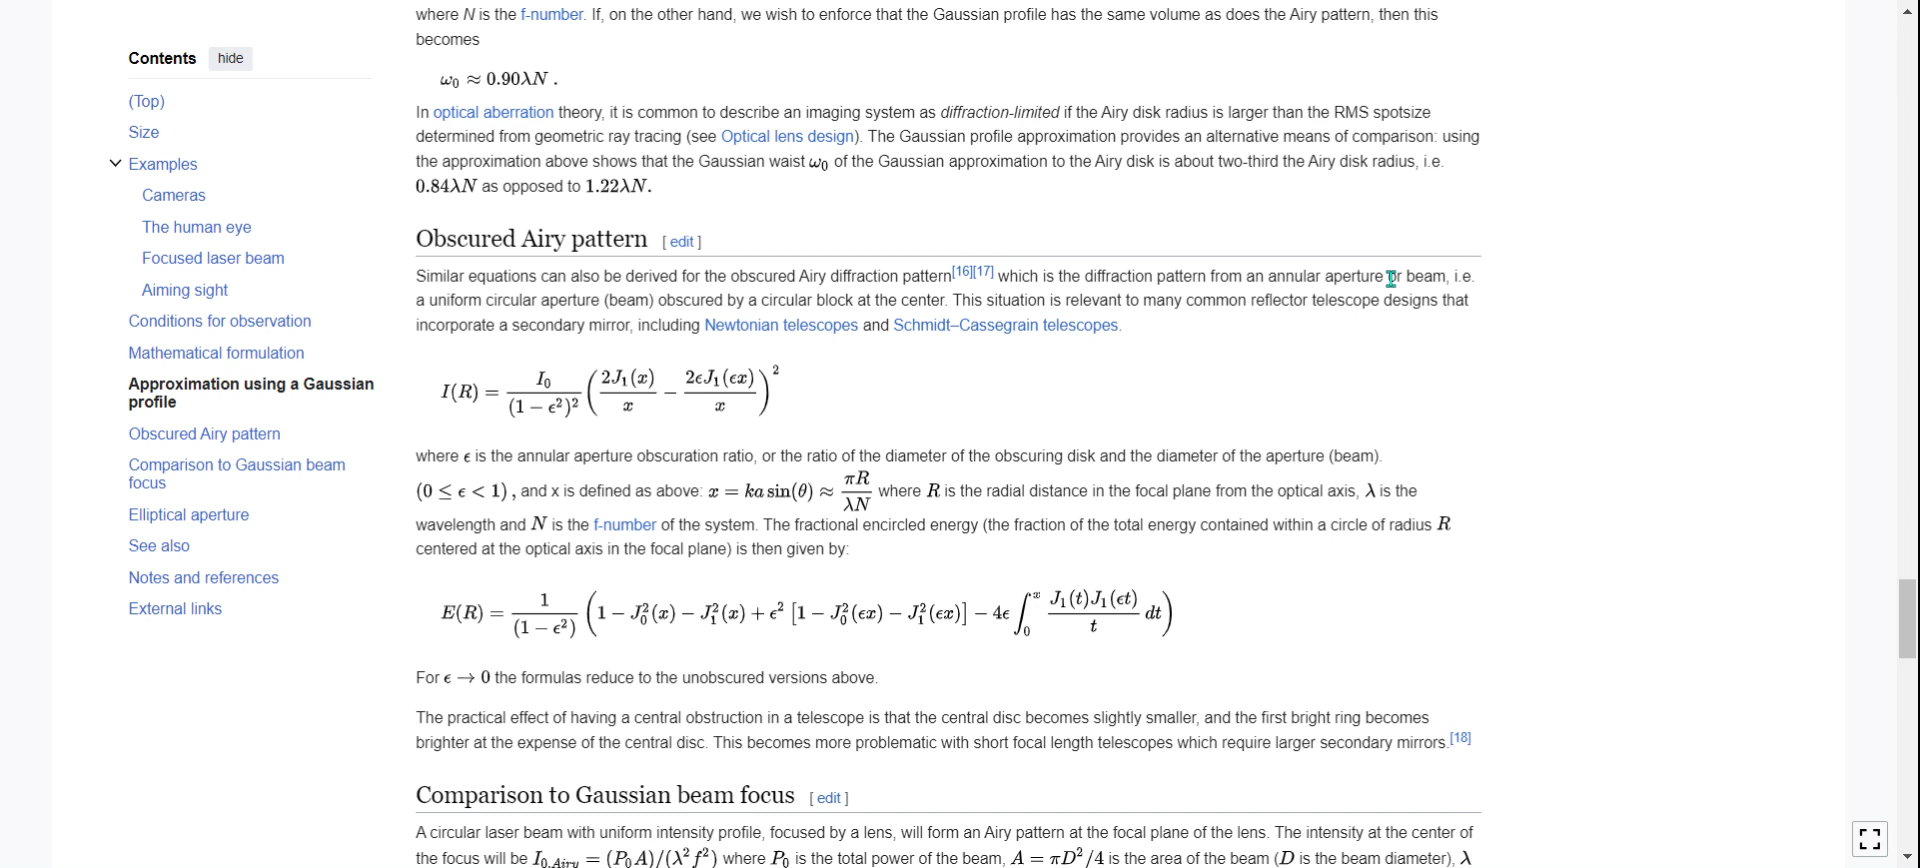 where N is the f-number. If, on the other hand, we wish to enforce that the Gaussian profile has the same volume as does the Airy pattern, then this
becomes
ω₀ ≈ 0.90λN .
In optical aberration theory, it is common to describe an imaging system as diffraction-limited if the Airy disk radius is larger than the RMS spotsize
determined from geometric ray tracing (see Optical lens design). The Gaussian profile approximation provides an alternative means of comparison: using
the approximation above shows that the Gaussian waist ω₀ of the Gaussian approximation to the Airy disk is about two-third the Airy disk radius, i.e.
0.84λN as opposed to 1.22λN.
Contents hide
(Top)
Size
Examples
Cameras
The human eye
Focused laser beam
Aiming sight
Conditions for observation
Mathematical formulation
Approximation using a Gaussian
profile
Obscured Airy pattern
Comparison to Gaussian beam
focus
Elliptical aperture
See also
Notes and references
External links
Obscured Airy pattern [ edit ]
Similar equations can also be derived for the obscured Airy diffraction pattern[16][17] which is the diffraction pattern from an annular aperture or beam, i.e.
a uniform circular aperture (beam) obscured by a circular block at the center. This situation is relevant to many common reflector telescope designs that
incorporate a secondary mirror, including Newtonian telescopes and Schmidt–Cassegrain telescopes.
I(R) = I₀/(1 − ϵ²)² (2J₁(x)/x − 2ϵJ₁(ϵx)/x)²
where ϵ is the annular aperture obscuration ratio, or the ratio of the diameter of the obscuring disk and the diameter of the aperture (beam).
(0 ≤ ϵ < 1), and x is defined as above: x = ka sin(θ) ≈ πR/λN where R is the radial distance in the focal plane from the optical axis, λ is the
wavelength and N is the f-number of the system. The fractional encircled energy (the fraction of the total energy contained within a circle of radius R
centered at the optical axis in the focal plane) is then given by:
E(R) = 1/(1 − ϵ²) (1 − J₀²(x) − J₁²(x) + ϵ² [1 − J₀²(ϵx) − J₁²(ϵx)] − 4ϵ ∫₀ˣ J₁(t)J₁(ϵt)/t dt)
For ϵ → 0 the formulas reduce to the unobscured versions above.
The practical effect of having a central obstruction in a telescope is that the central disc becomes slightly smaller, and the first bright ring becomes
brighter at the expense of the central disc. This becomes more problematic with short focal length telescopes which require larger secondary mirrors.[18]
Comparison to Gaussian beam focus [ edit ]
A circular laser beam with uniform intensity profile, focused by a lens, will form an Airy pattern at the focal plane of the lens. The intensity at the center of
the focus will be I₀,Airy = (P₀A)/(λ²f²) where P₀ is the total power of the beam, A = πD²/4 is the area of the beam (D is the beam diameter), λ